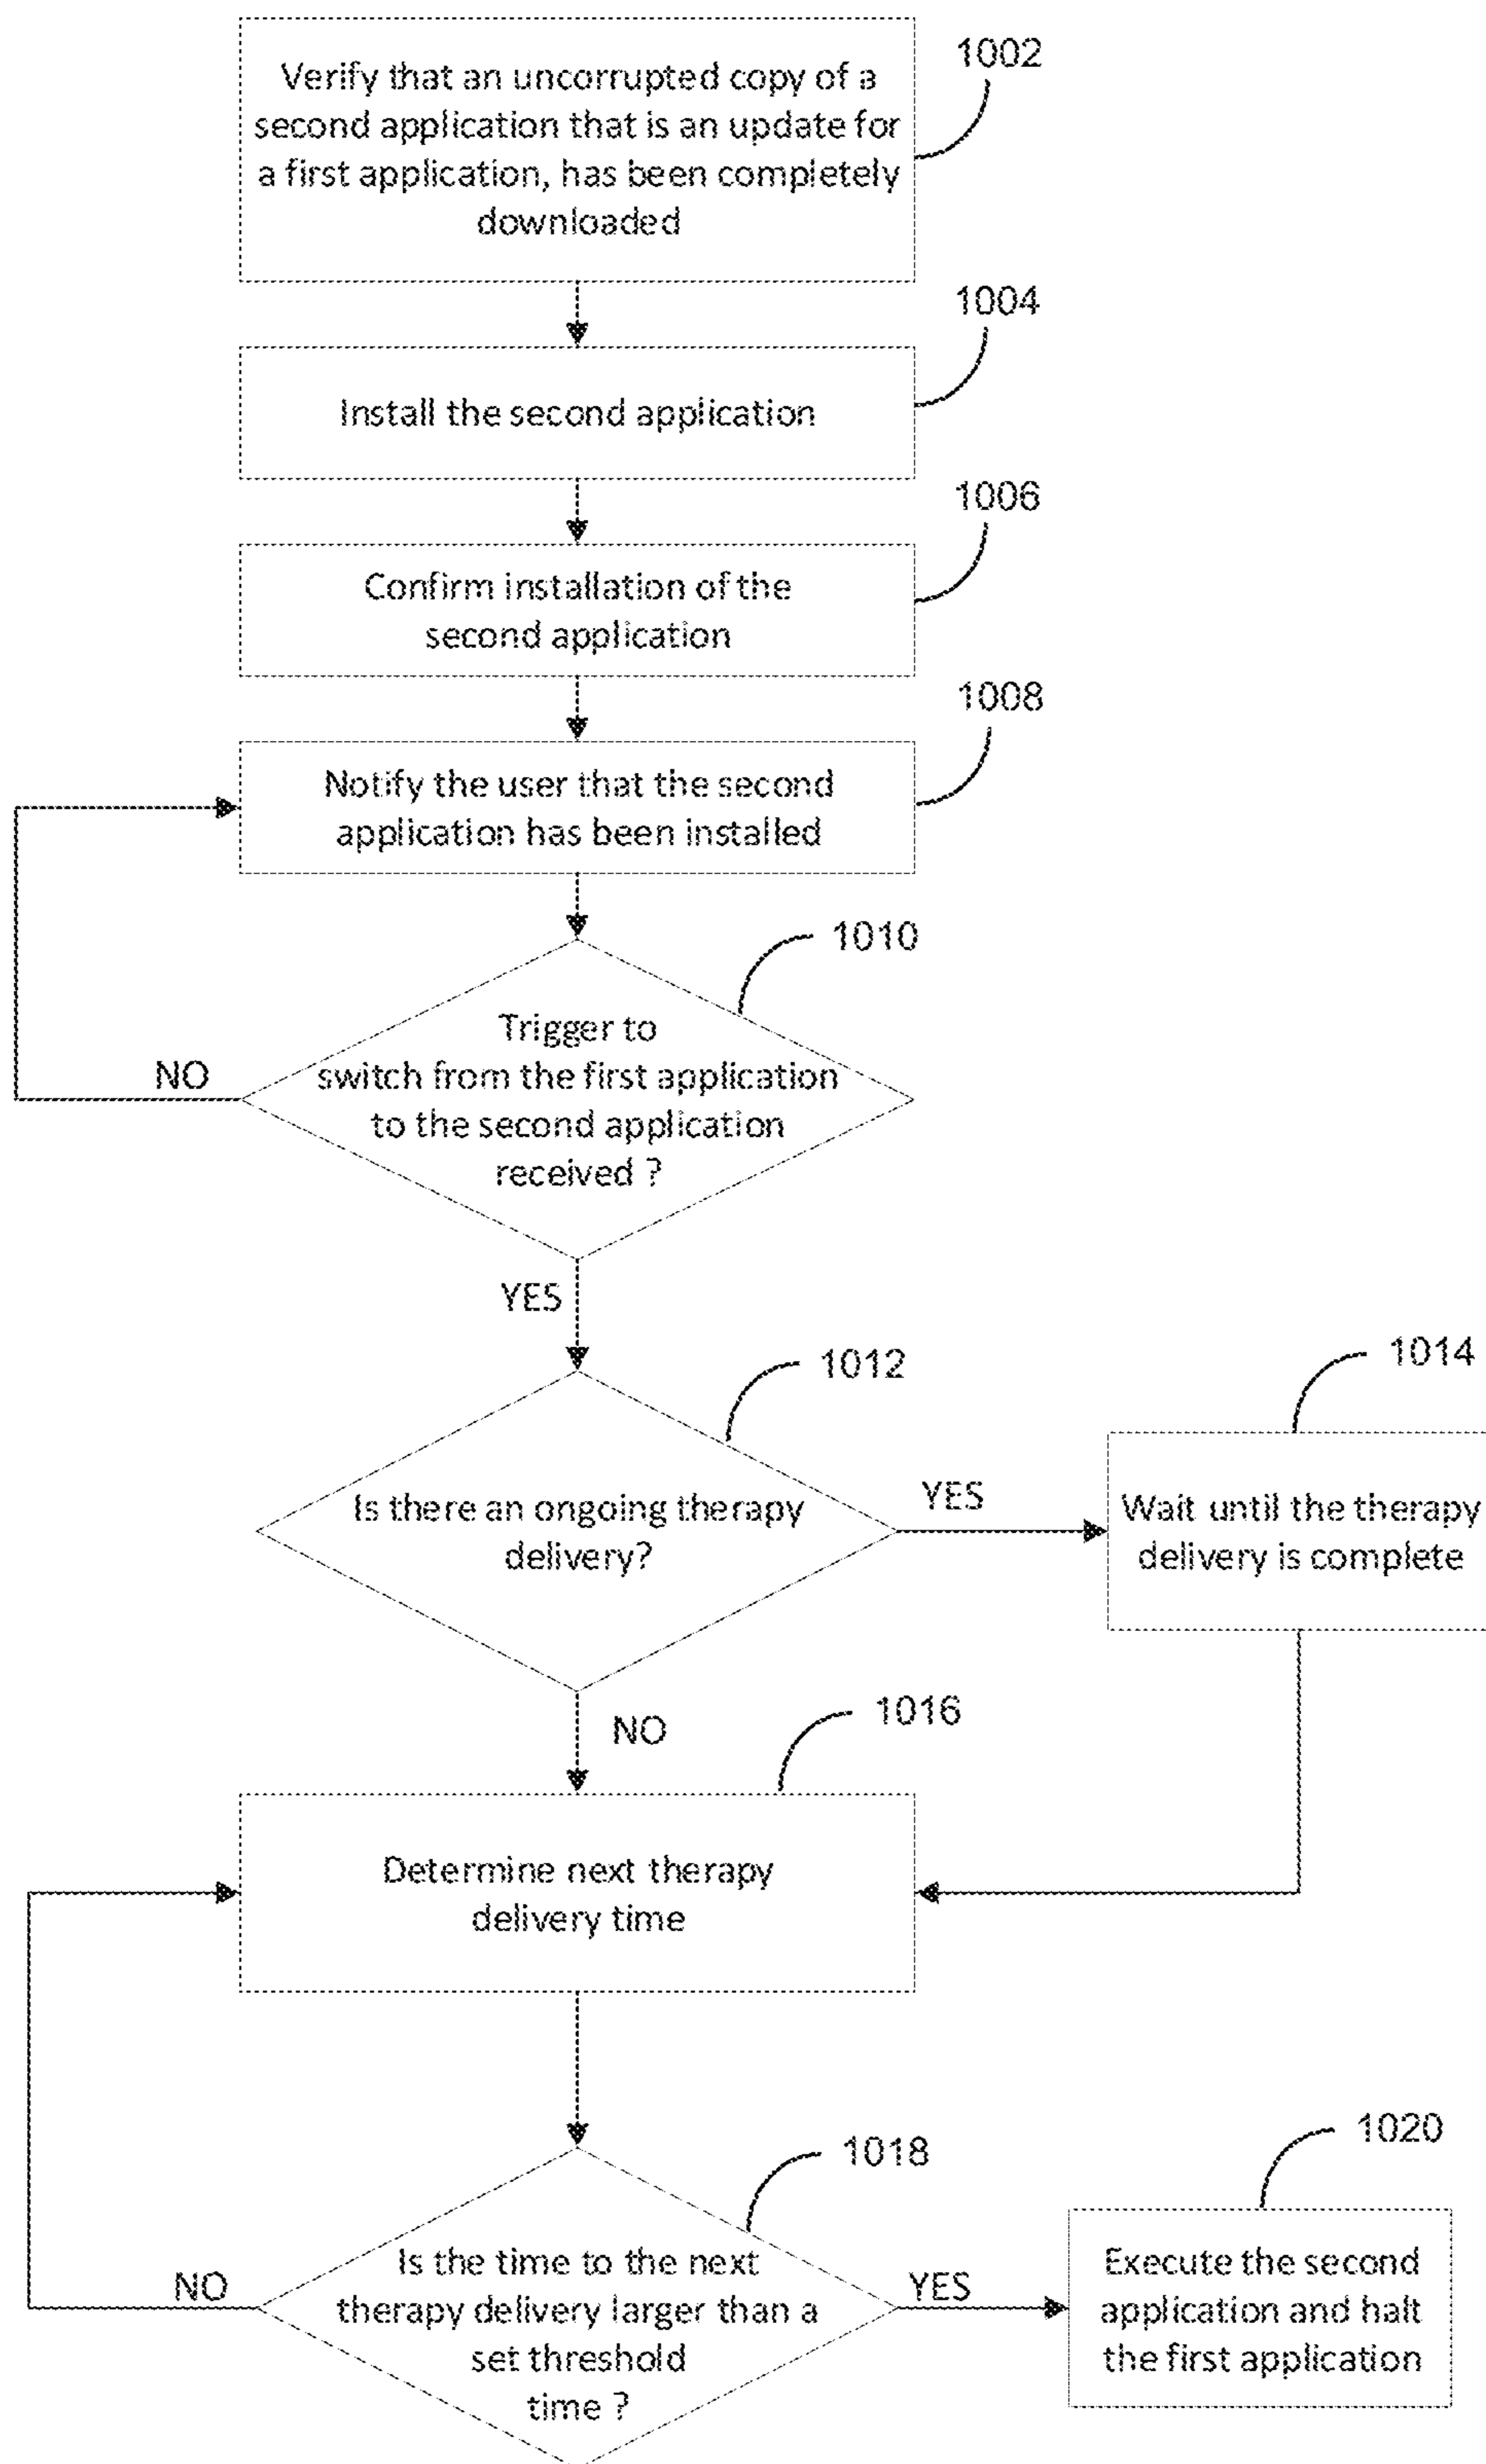 Verify that an uncorrupted copy of a
second application that is an update for
a first application, has been completely
downloaded
1002
Install the second application
1004
Confirm installation of the
second application
1006
Notify the user that the second
application has been installed
1008
Trigger to
switch from the first application
to the second application
received ?
1010
NO
YES
Is there an ongoing therapy
delivery?
1012
YES
Wait until the therapy
delivery is complete
1014
NO
Determine next therapy
delivery time
1016
Is the time to the next
therapy delivery larger than a
set threshold
time ?
1018
NO
YES
Execute the second
application and halt
the first application
1020